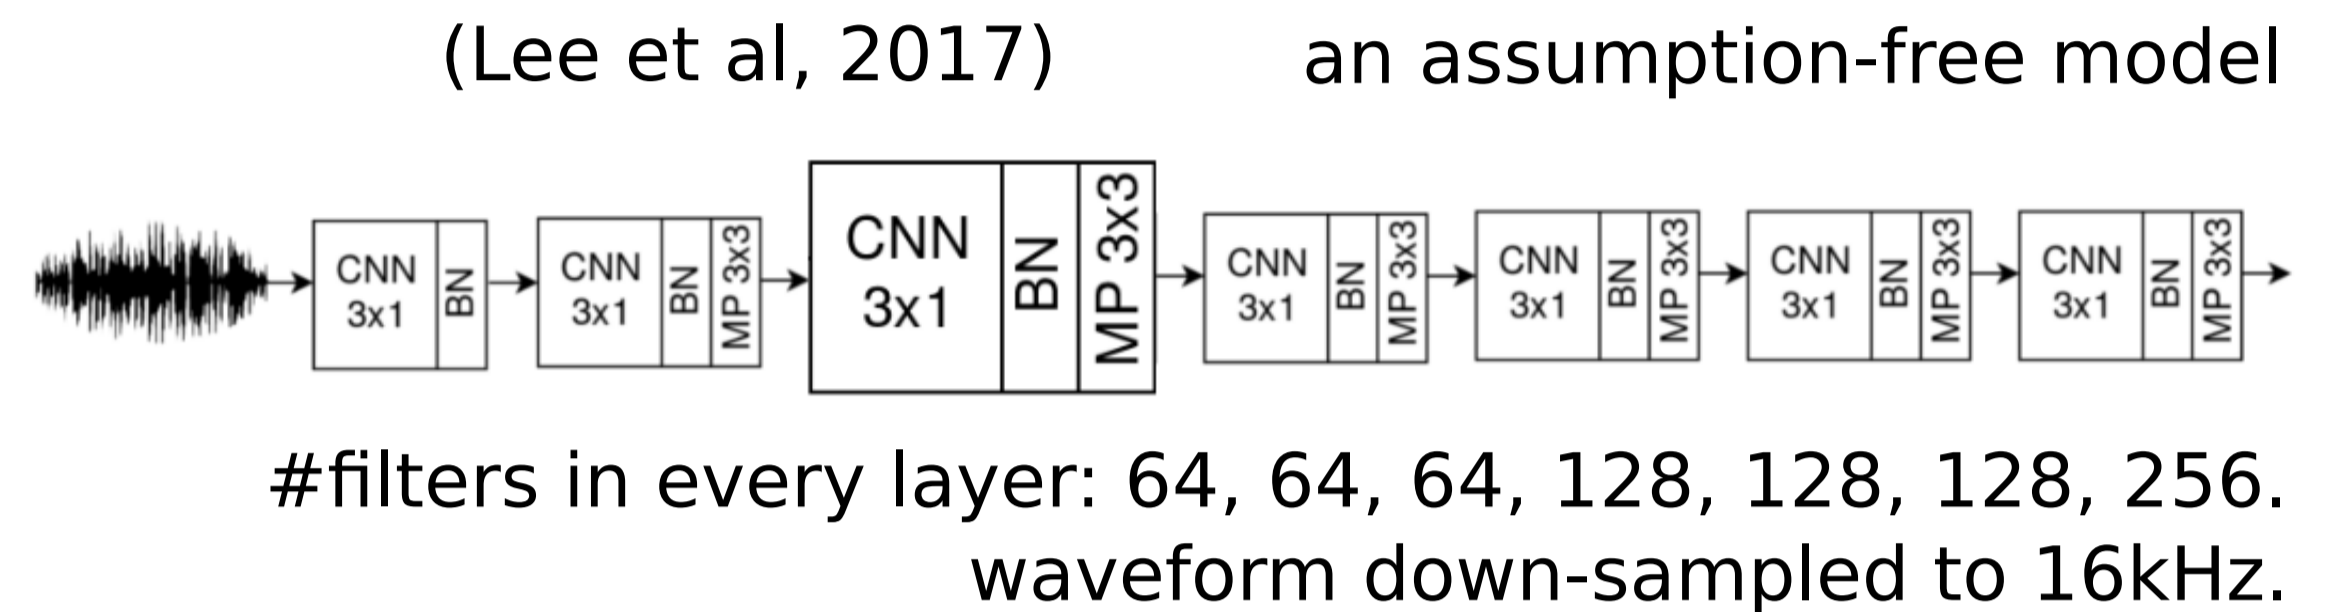 (Lee et al, 2017) an assumption-free model
CNN
3x1
BN
CNN
3x1
BN
MP 3x3
CNN
3x1
BN
MP 3x3
CNN
3x1
BN
MP 3x3
CNN
3x1
BN
MP 3x3
CNN
3x1
BN
MP 3x3
CNN
3x1
BN
MP 3x3
#filters in every layer: 64, 64, 64, 128, 128, 128, 256.
waveform down-sampled to 16kHz.